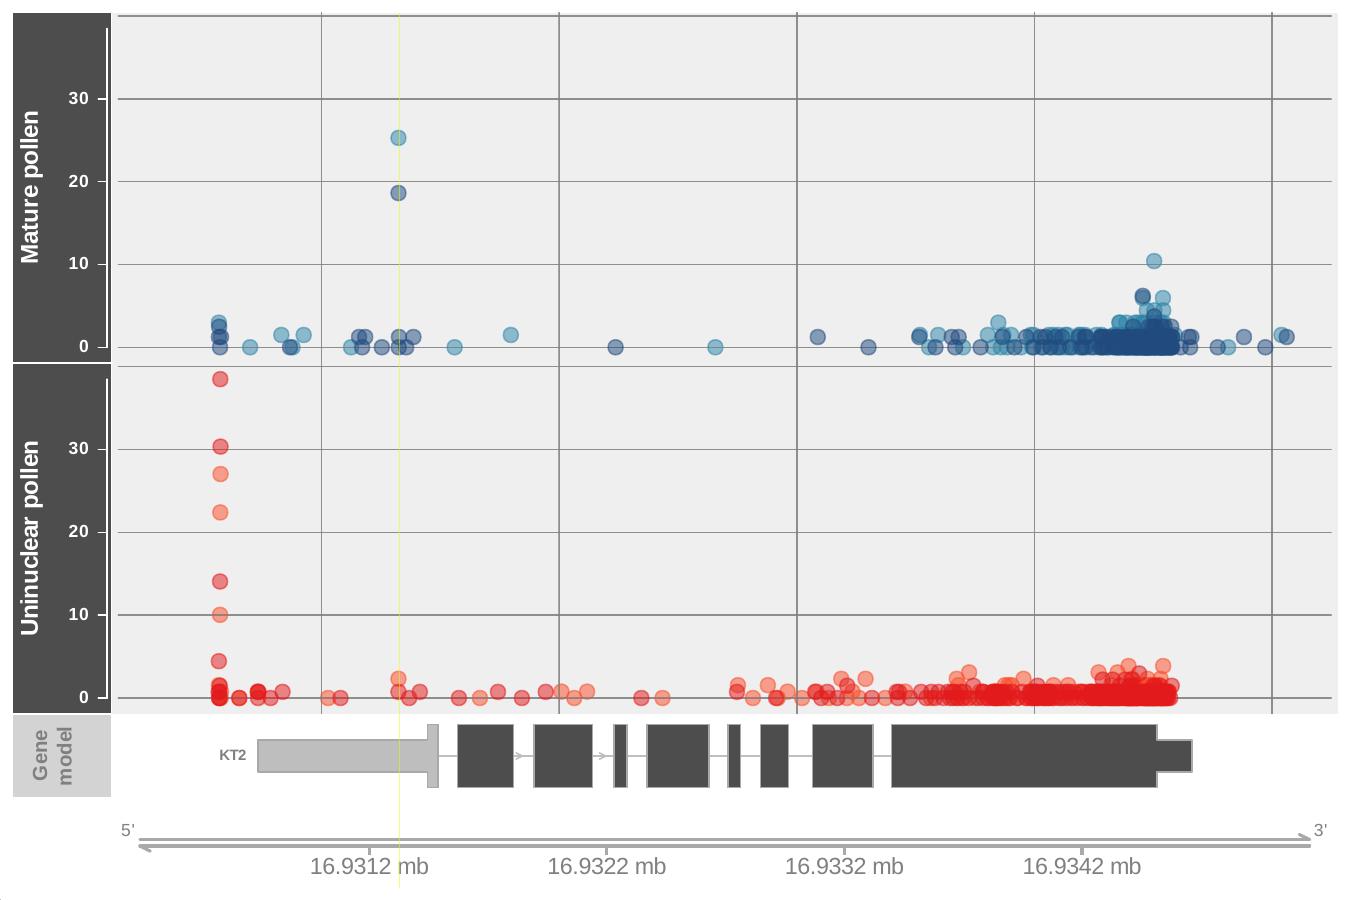 Mature pollen
30
20
10
0
Uninuclear pollen
30
20
10
0
Gene
model
KT2
5'
3'
16.9312 mb
16.9322 mb
16.9332 mb
16.9342 mb